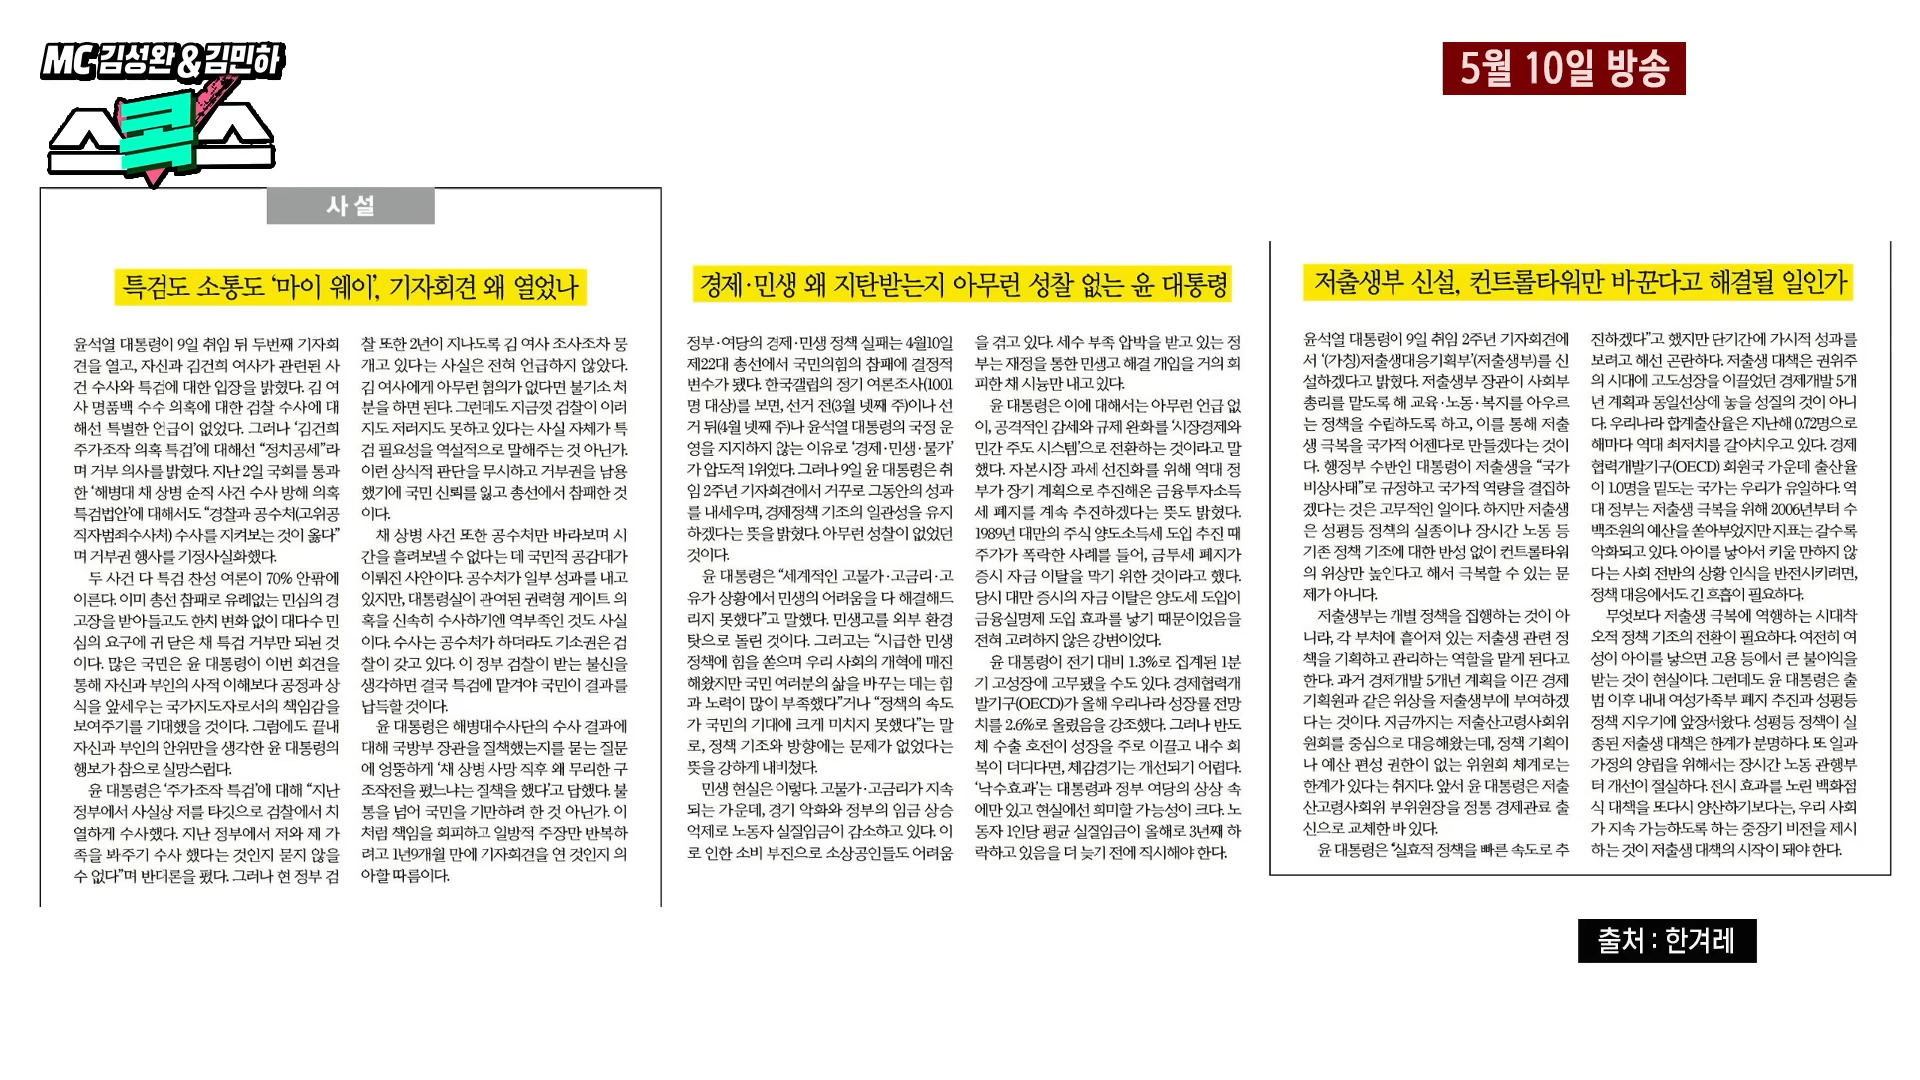 MC 김성완&김민하
스콕스
5월 10일 방송
사설
특검도 소통도 ‘마이 웨이’, 기자회견 왜 열었나
윤석열 대통령이 9일 취임 뒤 두번째 기자회
견을 열고, 자신과 김건희 여사가 관련된 사
건 수사와 특검에 대한 입장을 밝혔다. 김 여
사 명품백 수수 의혹에 대한 검찰 수사에 대
해선 특별한 언급이 없었다. 그러나 ‘김건희
주가조작 의혹 특검’에 대해선 “정치공세”라
며 거부 의사를 밝혔다. 지난 2일 국회를 통과
한 ‘해병대 채 상병 순직 사건 수사 방해 의혹
특검법안’에 대해서도 “경찰과 공수처(고위공
직자범죄수사처) 수사를 지켜보는 것이 옳다”
며 거부권 행사를 기정사실화했다.
두 사건 다 특검 찬성 여론이 70% 안팎에
이른다. 이미 총선 참패로 유례없는 민심의 경
고장을 받아들고도 한치 변화 없이 대다수 민
심의 요구에 귀 닫은 채 특검 거부만 되뇐 것
이다. 많은 국민은 윤 대통령이 이번 회견을
통해 자신과 부인의 사적 이해보다 공정과 상
식을 앞세우는 국가지도자로서의 책임감을
보여주기를 기대했을 것이다. 그럼에도 끝내
자신과 부인의 안위만을 생각한 윤 대통령의
행보가 참으로 실망스럽다.
윤 대통령은 ‘주가조작 특검’에 대해 “지난
정부에서 사실상 저를 타깃으로 검찰에서 치
열하게 수사했다. 지난 정부에서 저와 제 가
족을 봐주기 수사 했다는 것인지 묻지 않을
수 없다”며 반대론을 폈다. 그러나 현 정부 검
찰 또한 2년이 지나도록 김 여사 조사조차 뭉
개고 있다는 사실은 전혀 언급하지 않았다.
김 여사에게 아무런 혐의가 없다면 불기소 처
분을 하면 된다. 그런데도 지금껏 검찰이 이러
지도 저러지도 못하고 있다는 사실 자체가 특
검 필요성을 역설적으로 말해주는 것 아닌가.
이런 상식적 판단을 무시하고 거부권을 남용
했기에 국민 신뢰를 잃고 총선에서 참패한 것
이다.
채 상병 사건 또한 공수처만 바라보며 시
간을 흘려보낼 수 없다는 데 국민적 공감대가
이뤄진 사안이다. 공수처가 일부 성과를 내고
있지만, 대통령실이 관여된 권력형 게이트 의
혹을 신속히 수사하기엔 역부족인 것도 사실
이다. 수사는 공수처가 하더라도 기소권은 검
찰이 갖고 있다. 이 정부 검찰이 받는 불신을
생각하면 결국 특검에 맡겨야 국민이 결과를
납득할 것이다.
윤 대통령은 해병대수사단의 수사 결과에
대해 국방부 장관을 질책했는지를 묻는 질문
에 엉뚱하게 ‘채 상병 사망 직후 왜 무리한 구
조작전을 폈느냐는 질책을 했다’고 답했다. 불
통을 넘어 국민을 기만하려 한 것 아닌가. 이
처럼 책임을 회피하고 일방적 주장만 반복하
려고 1년9개월 만에 기자회견을 연 것인지 의
아할 따름이다.
경제·민생 왜 지탄받는지 아무런 성찰 없는 윤 대통령
정부·여당의 경제·민생 정책 실패는 4월10일
제22대 총선에서 국민의힘의 참패에 결정적
변수가 됐다. 한국갤럽의 정기 여론조사(1001
명 대상)를 보면, 선거 전(3월 넷째 주)이나 선
거 뒤(4월 넷째 주)나 윤석열 대통령의 국정 운
영을 지지하지 않는 이유로 ‘경제·민생·물가’
가 압도적 1위였다. 그러나 9일 윤 대통령은 취
임 2주년 기자회견에서 거꾸로 그동안의 성과
를 내세우며, 경제정책 기조의 일관성을 유지
하겠다는 뜻을 밝혔다. 아무런 성찰이 없었던
것이다.
윤 대통령은 “세계적인 고물가·고금리·고
유가 상황에서 민생의 어려움을 다 해결해드
리지 못했다”고 말했다. 민생고를 외부 환경
탓으로 돌린 것이다. 그러고는 “시급한 민생
정책에 힘을 쏟으며 우리 사회의 개혁에 매진
해왔지만 국민 여러분의 삶을 바꾸는 데는 힘
과 노력이 많이 부족했다”거나 “정책의 속도
가 국민의 기대에 크게 미치지 못했다”는 말
로, 정책 기조와 방향에는 문제가 없었다는
뜻을 강하게 내비쳤다.
민생 현실은 이렇다. 고물가·고금리가 지속
되는 가운데, 경기 악화와 정부의 임금 상승
억제로 노동자 실질임금이 감소하고 있다. 이
로 인한 소비 부진으로 소상공인들도 어려움
을 겪고 있다. 세수 부족 압박을 받고 있는 정
부는 재정을 통한 민생고 해결 개입을 거의 회
피한 채 시늉만 내고 있다.
윤 대통령은 이에 대해서는 아무런 언급 없
이, 공격적인 감세와 규제 완화를 ‘시장경제와
민간 주도 시스템’으로 전환하는 것이라고 말
했다. 자본시장 과세 선진화를 위해 역대 정
부가 장기 계획으로 추진해온 금융투자소득
세 폐지를 계속 추진하겠다는 뜻도 밝혔다.
1989년 대만의 주식 양도소득세 도입 추진 때
주가가 폭락한 사례를 들어, 금투세 폐지가
증시 자금 이탈을 막기 위한 것이라고 했다.
당시 대만 증시의 자금 이탈은 양도세 도입이
금융실명제 도입 효과를 낳기 때문이었음을
전혀 고려하지 않은 강변이었다.
윤 대통령이 전기 대비 1.3%로 집계된 1분
기 고성장에 고무됐을 수도 있다. 경제협력개
발기구(OECD)가 올해 우리나라 성장률 전망
치를 2.6%로 올렸음을 강조했다. 그러나 반도
체 수출 호전이 성장을 주로 이끌고 내수 회
복이 더디다면, 체감경기는 개선되기 어렵다.
‘낙수효과’는 대통령과 정부 여당의 상상 속
에만 있고 현실에선 희미할 가능성이 크다. 노
동자 1인당 평균 실질임금이 올해로 3년째 하
락하고 있음을 더 늦기 전에 직시해야 한다.
저출생부 신설, 컨트롤타워만 바꾼다고 해결될 일인가
윤석열 대통령이 9일 취임 2주년 기자회견에
서 ‘(가칭)저출생대응기획부’(저출생부)를 신
설하겠다고 밝혔다. 저출생부 장관이 사회부
총리를 맡도록 해 교육·노동·복지를 아우르
는 정책을 수립하도록 하고, 이를 통해 저출
생 극복을 국가적 어젠다로 만들겠다는 것이
다. 행정부 수반인 대통령이 저출생을 “국가
비상사태”로 규정하고 국가적 역량을 결집하
겠다는 것은 고무적인 일이다. 하지만 저출생
은 성평등 정책의 실종이나 장시간 노동 등
기존 정책 기조에 대한 반성 없이 컨트롤타워
의 위상만 높인다고 해서 극복할 수 있는 문
제가 아니다.
저출생부는 개별 정책을 집행하는 것이 아
니라, 각 부처에 흩어져 있는 저출생 관련 정
책을 기획하고 관리하는 역할을 맡게 된다고
한다. 과거 경제개발 5개년 계획을 이끈 경제
기획원과 같은 위상을 저출생부에 부여하겠
다는 것이다. 지금까지는 저출산고령사회위
원회를 중심으로 대응해왔는데, 정책 기획이
나 예산 편성 권한이 없는 위원회 체계로는
한계가 있다는 취지다. 앞서 윤 대통령은 저출
산고령사회위 부위원장을 정통 경제관료 출
신으로 교체한 바 있다.
윤 대통령은 “실효적 정책을 빠른 속도로 추
진하겠다”고 했지만 단기간에 가시적 성과를
보려고 해선 곤란하다. 저출생 대책은 권위주
의 시대에 고도성장을 이끌었던 경제개발 5개
년 계획과 동일선상에 놓을 성질의 것이 아니
다. 우리나라 합계출산율은 지난해 0.72명으로
해마다 역대 최저치를 갈아치우고 있다. 경제
협력개발기구(OECD) 회원국 가운데 출산율
이 1.0명을 밑도는 국가는 우리가 유일하다. 역
대 정부는 저출생 극복을 위해 2006년부터 수
백조원의 예산을 쏟아부었지만 지표는 갈수록
악화되고 있다. 아이를 낳아서 키울 만하지 않
다는 사회 전반의 상황 인식을 반전시키려면,
정책 대응에서도 긴 호흡이 필요하다.
무엇보다 저출생 극복에 역행하는 시대착
오적 정책 기조의 전환이 필요하다. 여전히 여
성이 아이를 낳으면 고용 등에서 큰 불이익을
받는 것이 현실이다. 그런데도 윤 대통령은 출
범 이후 내내 여성가족부 폐지 추진과 성평등
정책 지우기에 앞장서왔다. 성평등 정책이 실
종된 저출생 대책은 한계가 분명하다. 또 일과
가정의 양립을 위해서는 장시간 노동 관행부
터 개선이 절실하다. 전시 효과를 노린 백화점
식 대책을 또다시 양산하기보다는, 우리 사회
가 지속 가능하도록 하는 중장기 비전을 제시
하는 것이 저출생 대책의 시작이 돼야 한다.
출처 : 한겨레